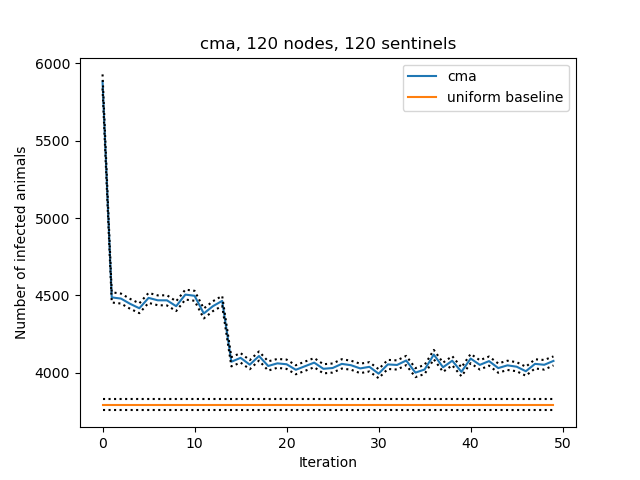 cma, 120 nodes, 120 sentinels
6000
5500
5000
4500
4000
Number of infected animals
cma
uniform baseline
0 10 20 30 40 50
Iteration